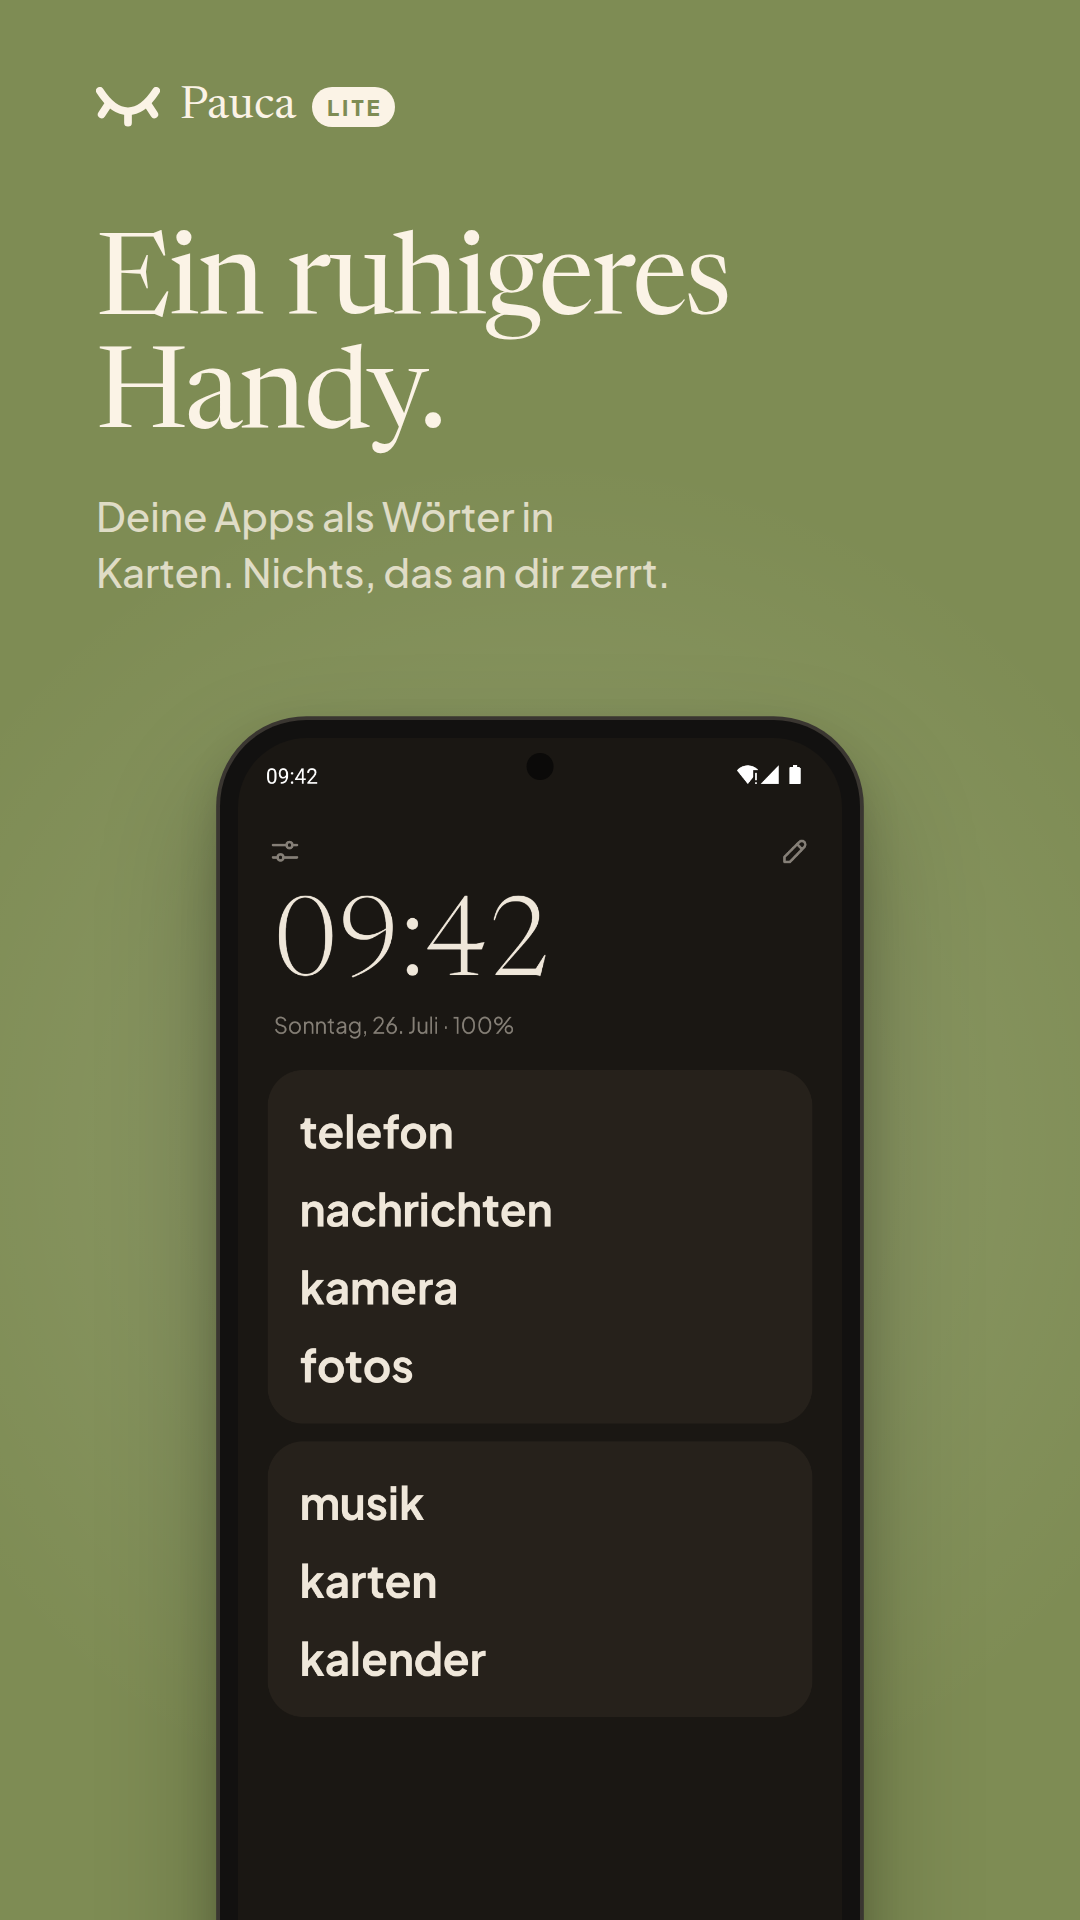 Pauca LITE
Ein ruhigeres
Handy.
Deine Apps als Wörter in
Karten. Nichts, das an dir zerrt.
09:42
09:42
Sonntag, 26. Juli · 100%
telefon
nachrichten
kamera
fotos
musik
karten
kalender